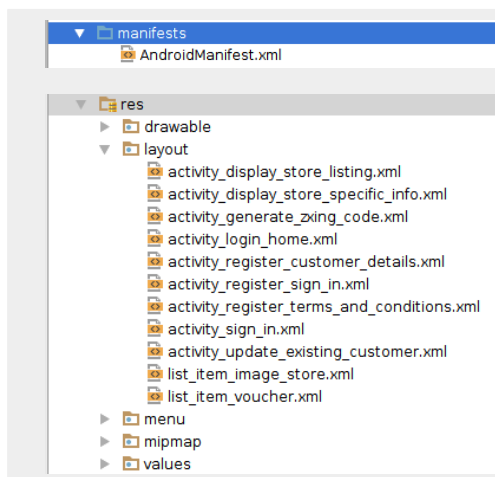 manifests
AndroidManifest.xml
res
drawable
layout
activity_display_store_listing.xml
activity_display_store_specific_info.xml
activity_generate_zxing_code.xml
activity_login_home.xml
activity_register_customer_details.xml
activity_register_sign_in.xml
activity_register_terms_and_conditions.xml
activity_sign_in.xml
activity_update_existing_customer.xml
list_item_image_store.xml
list_item_voucher.xml
menu
mipmap
values